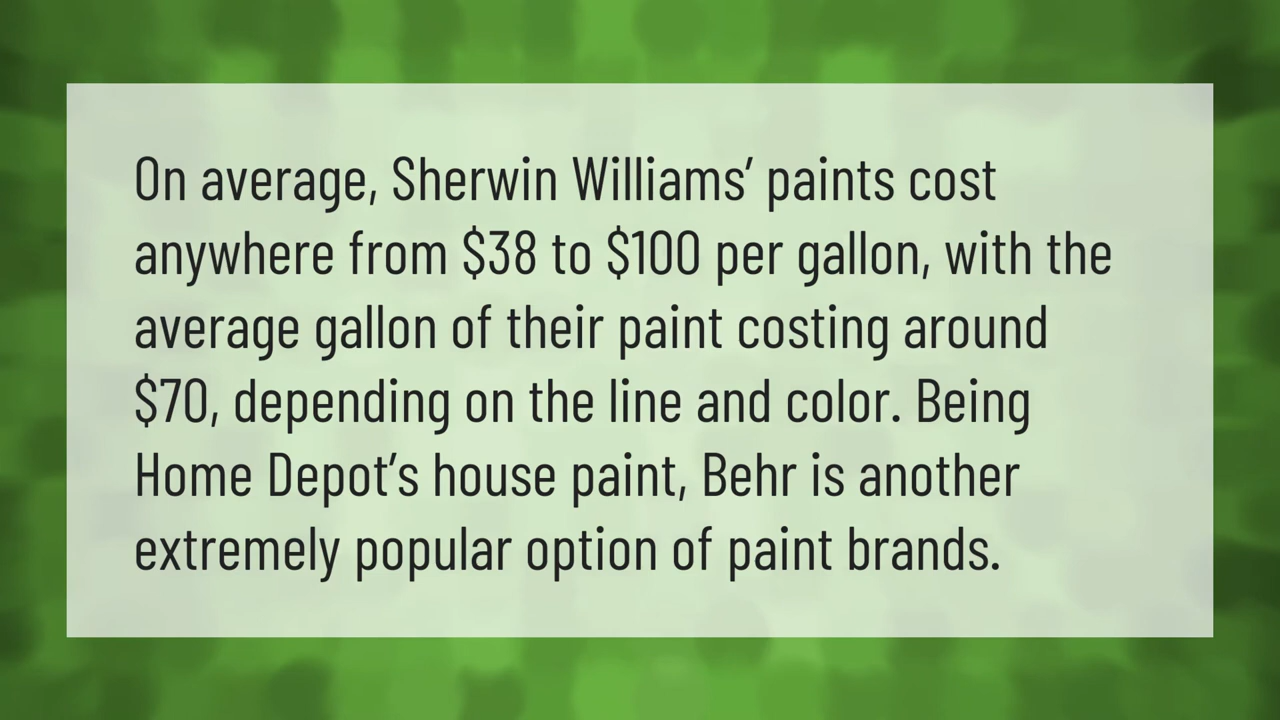 On average, Sherwin Williams’ paints cost
anywhere from $38 to $100 per gallon, with the
average gallon of their paint costing around
$70, depending on the line and color. Being
Home Depot’s house paint, Behr is another
extremely popular option of paint brands.